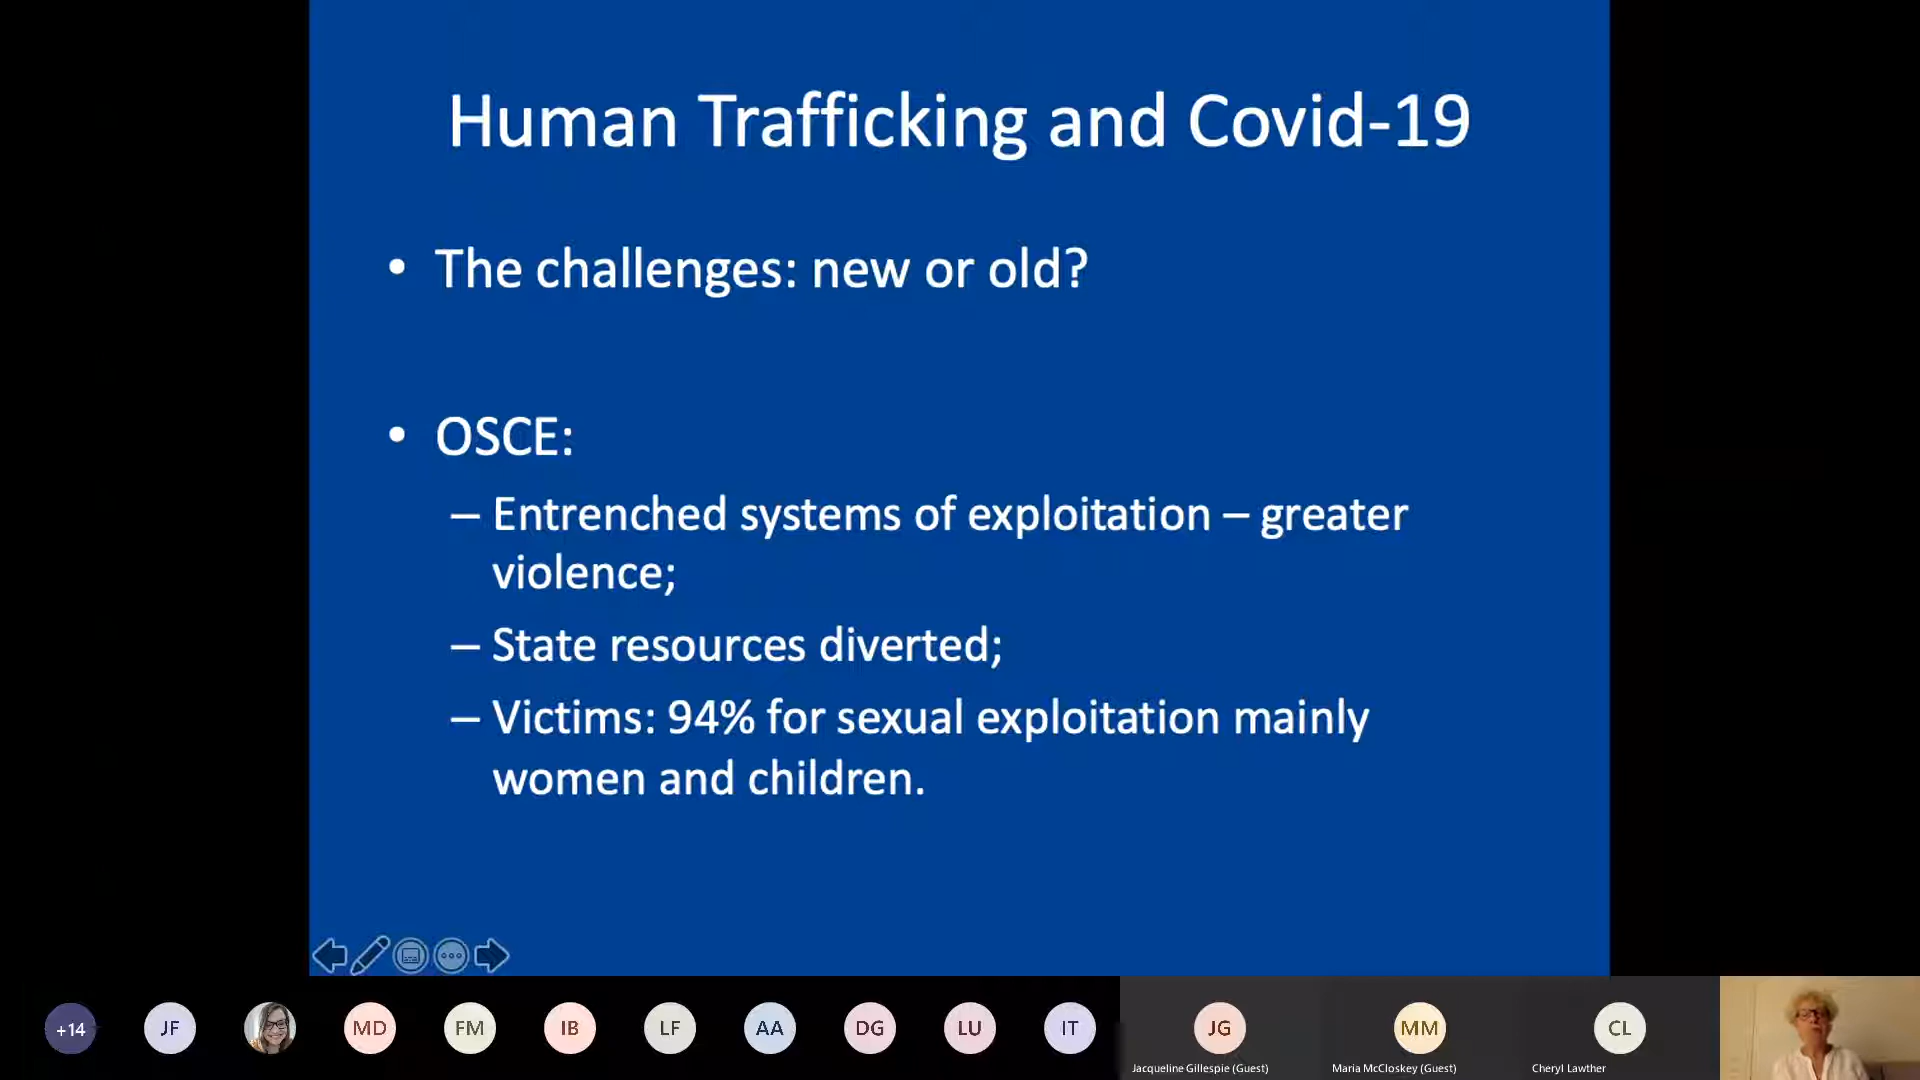 Human Trafficking and Covid-19
• The challenges: new or old?
• OSCE:
– Entrenched systems of exploitation – greater
violence;
– State resources diverted;
– Victims: 94% for sexual exploitation mainly
women and children.
+14
JF
MD
FM
IB
LF
AA
DG
LU
IT
JG
MM
CL
Jacqueline Gillespie (Guest)
Maria McCloskey (Guest)
Cheryl Lawther